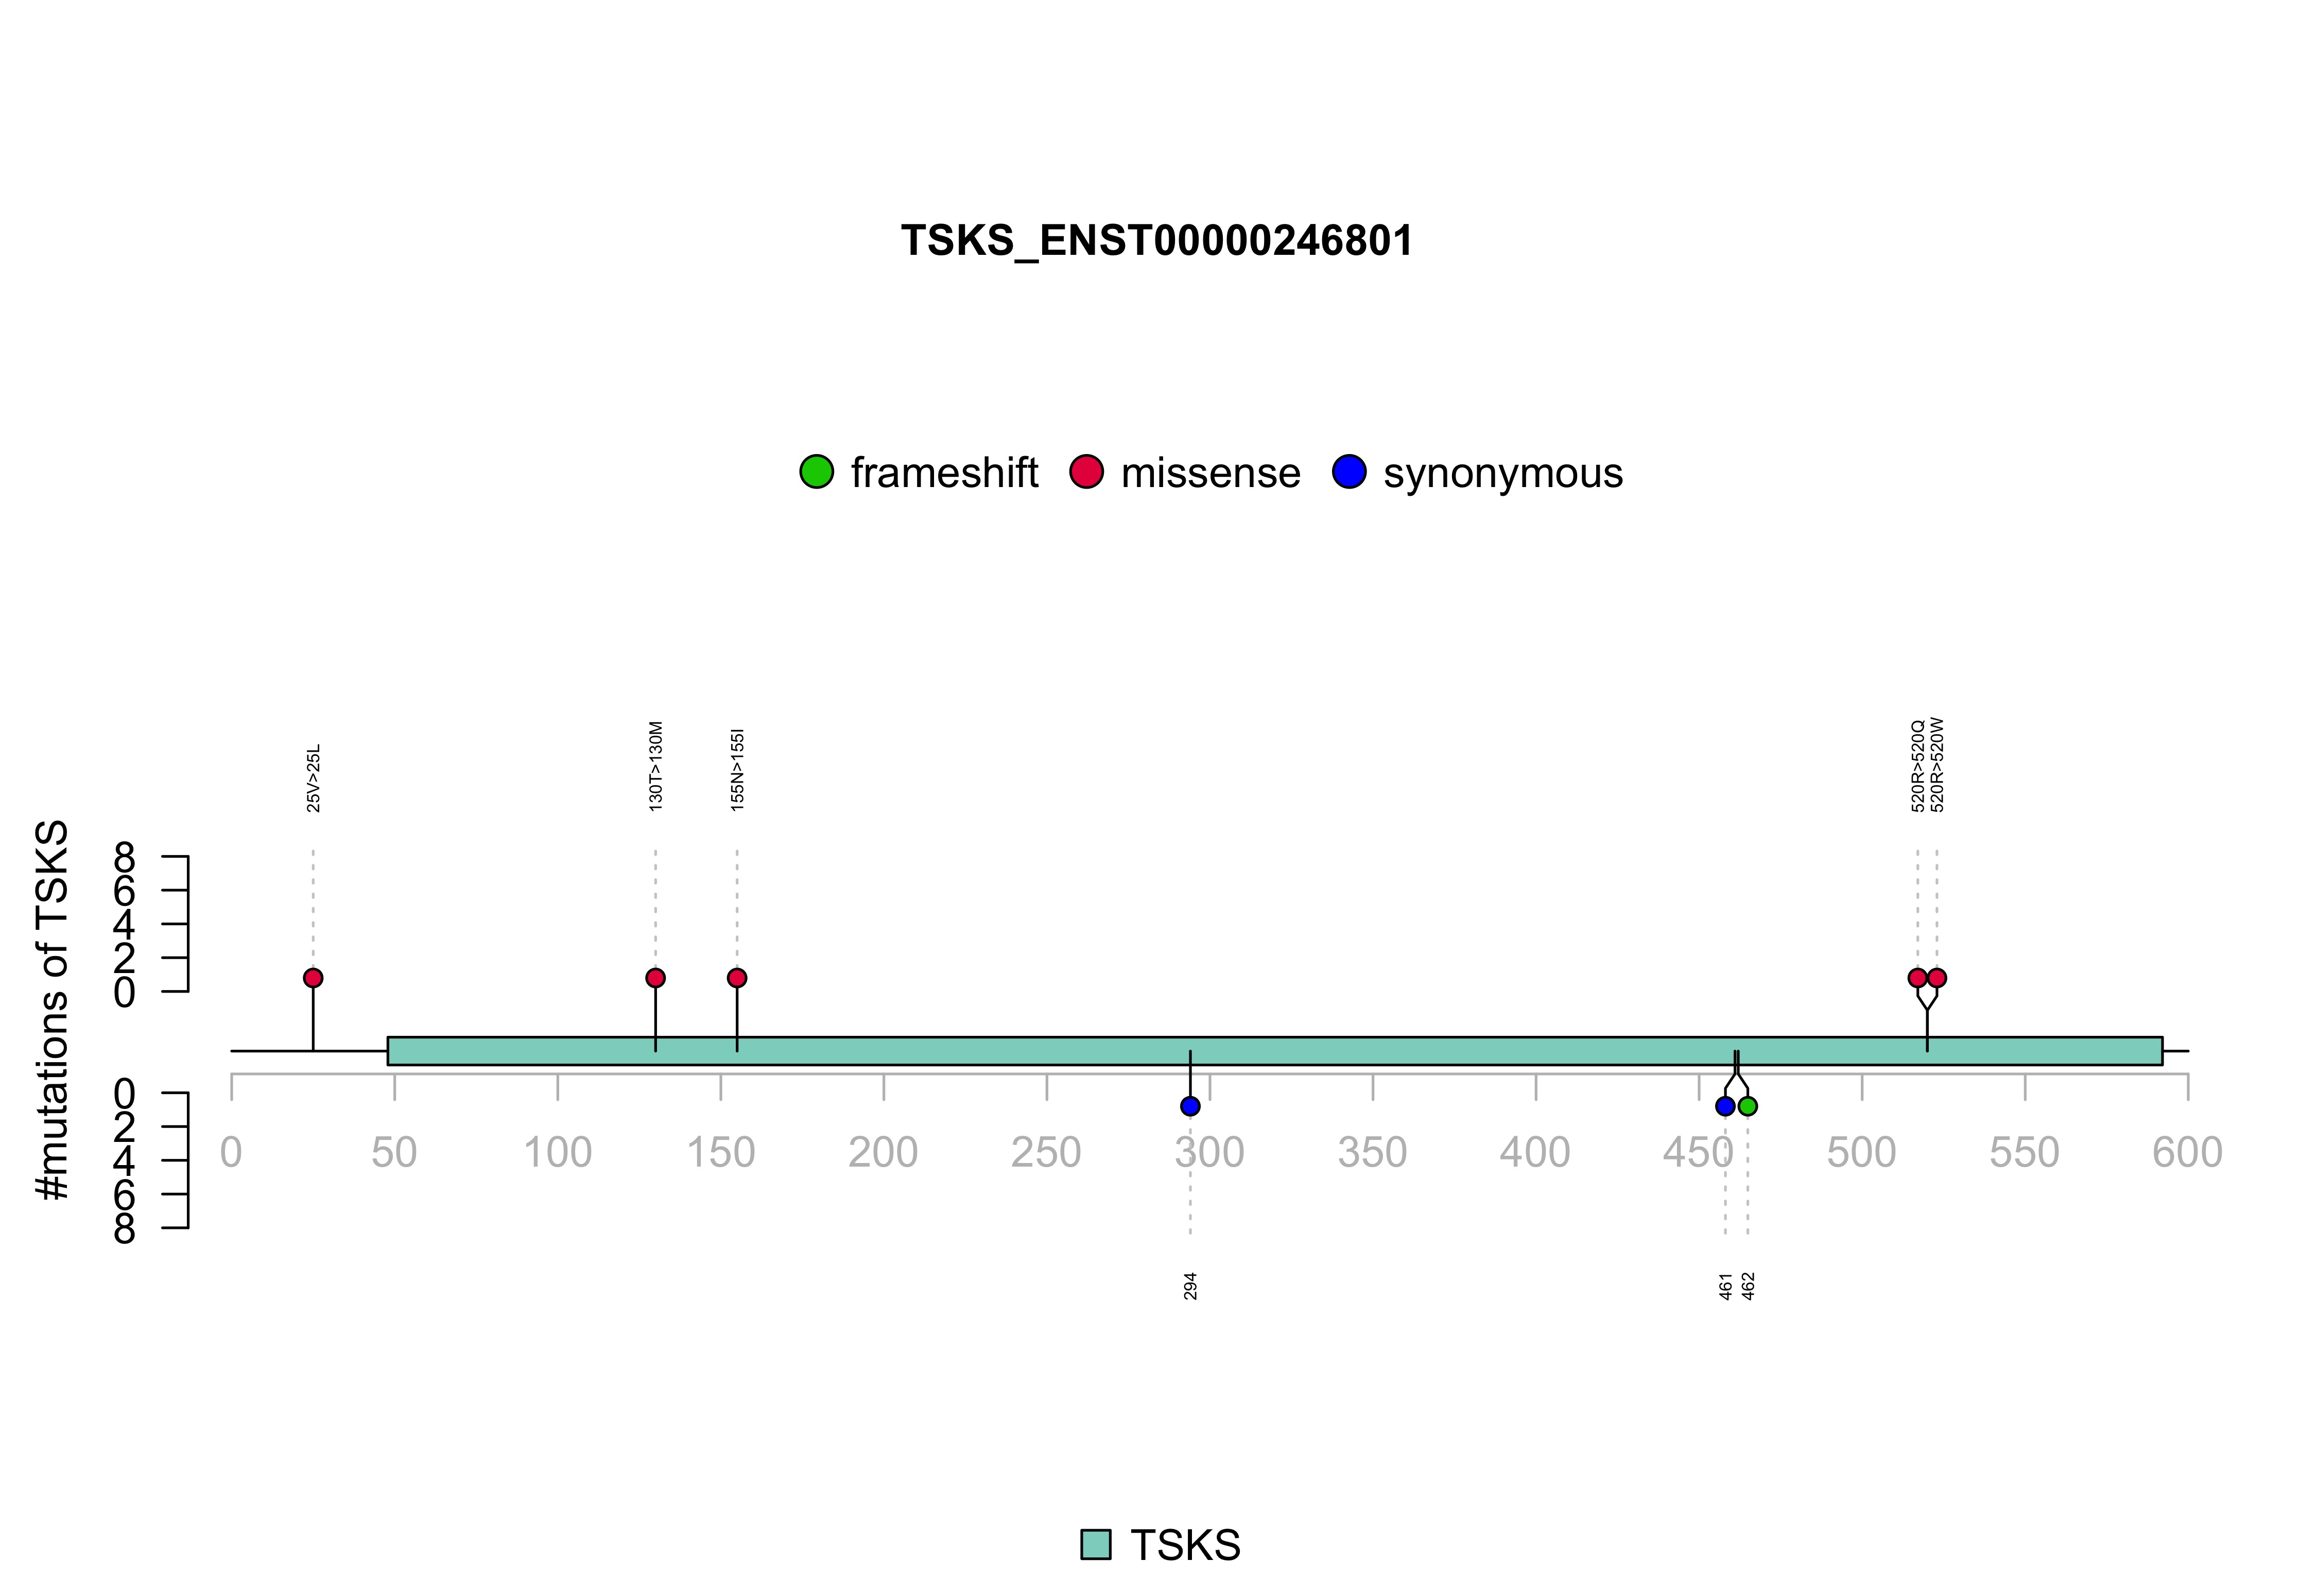 TSKS_ENST00000246801
frameshift missense synonymous
25V>25L
130T>130M
155N>155I
520R>520Q
520R>520W
#mutations of TSKS
8
6
4
2
0
0
2
4
6
8
0 50 100 150 200 250 300 350 400 450 500 550 600
294
461
462
TSKS